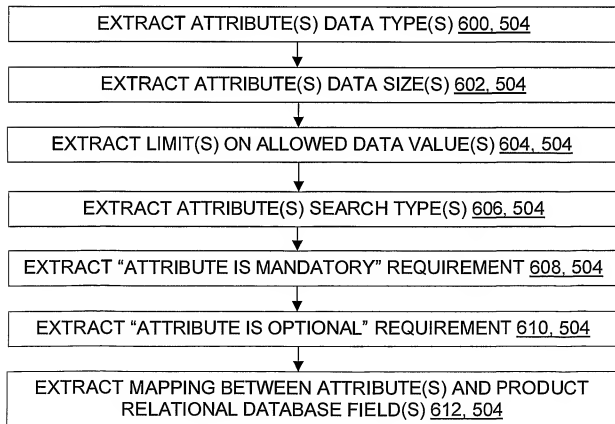 EXTRACT ATTRIBUTE(S) DATA TYPE(S) 600, 504
EXTRACT ATTRIBUTE(S) DATA SIZE(S) 602, 504
EXTRACT LIMIT(S) ON ALLOWED DATA VALUE(S) 604, 504
EXTRACT ATTRIBUTE(S) SEARCH TYPE(S) 606, 504
EXTRACT “ATTRIBUTE IS MANDATORY” REQUIREMENT 608, 504
EXTRACT “ATTRIBUTE IS OPTIONAL” REQUIREMENT 610, 504
EXTRACT MAPPING BETWEEN ATTRIBUTE(S) AND PRODUCT
RELATIONAL DATABASE FIELD(S) 612, 504